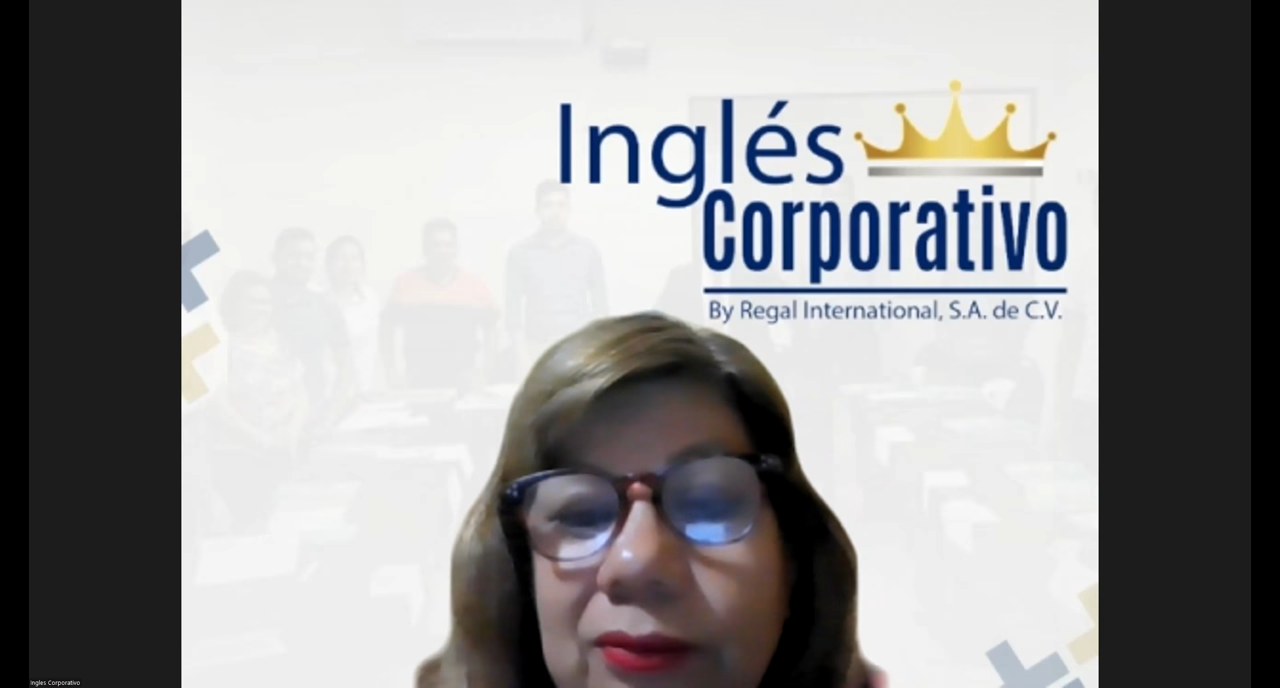 Inglés
Corporativo
By Regal International, S.A. de C.V.
Ingles Corporativo